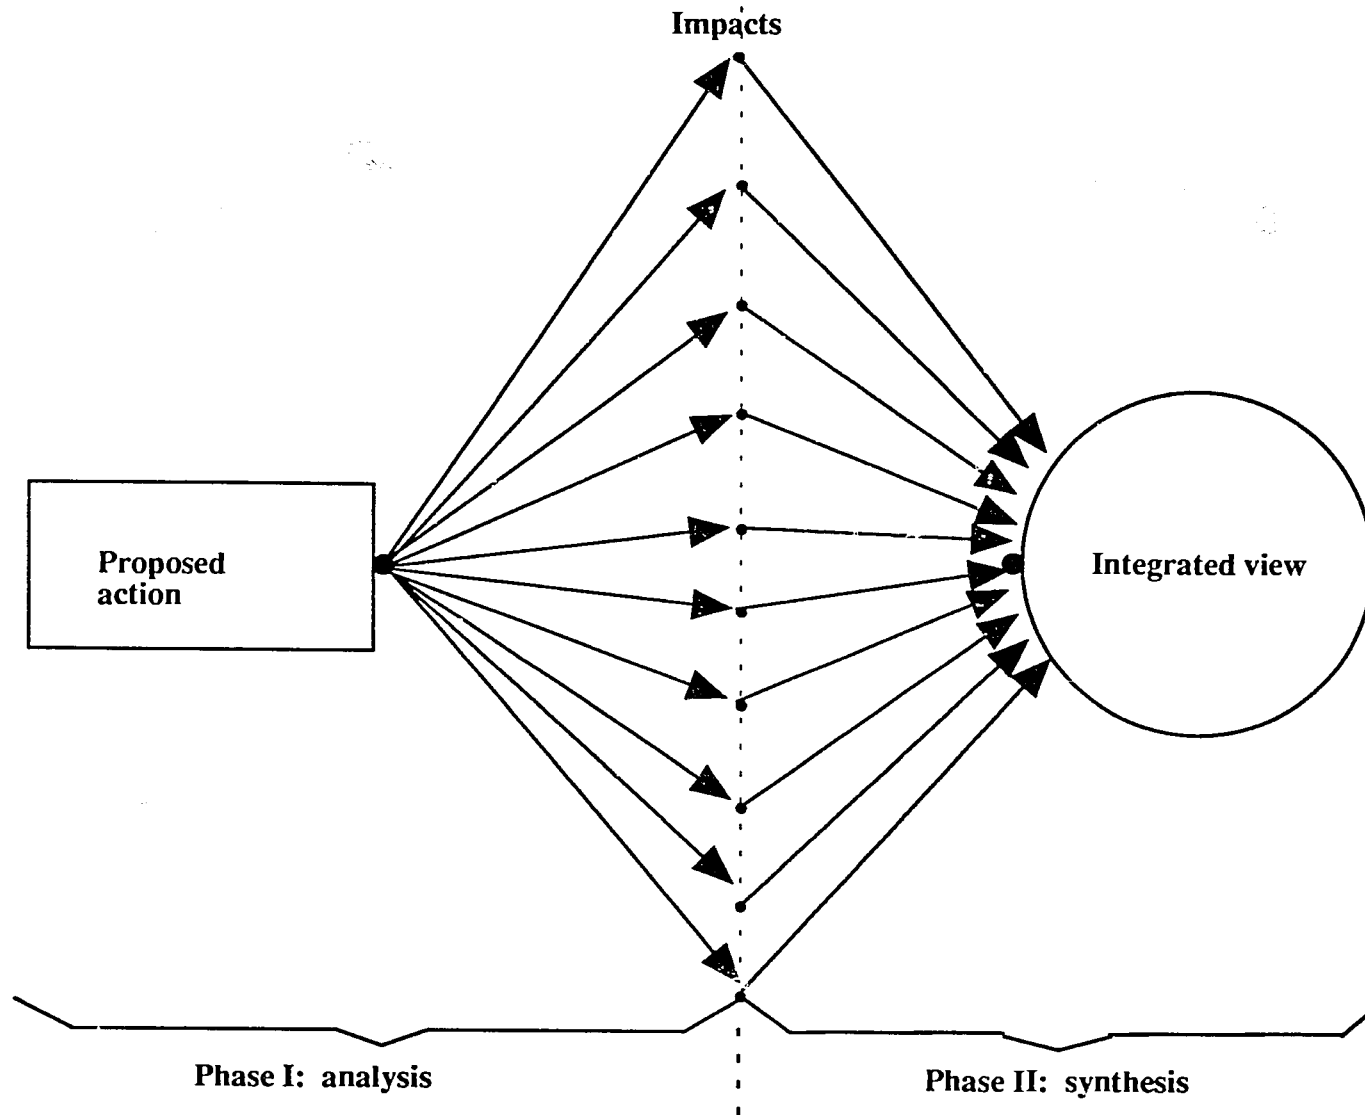 Impacts
Proposed
action
Integrated view
Phase I: analysis
Phase II: synthesis